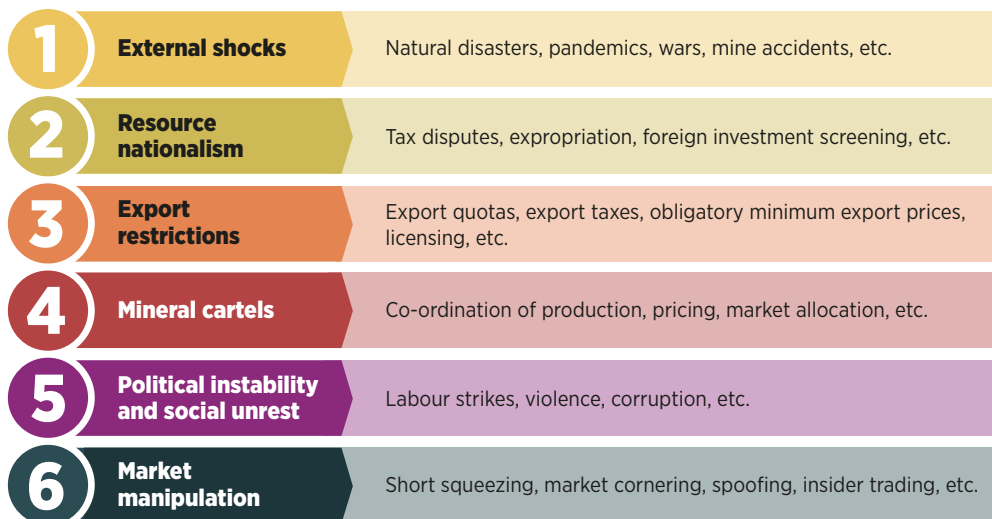 1
External shocks
Natural disasters, pandemics, wars, mine accidents, etc.
2
Resource
nationalism
Tax disputes, expropriation, foreign investment screening, etc.
3
Export
restrictions
Export quotas, export taxes, obligatory minimum export prices,
licensing, etc.
4
Mineral cartels
Co-ordination of production, pricing, market allocation, etc.
5
Political instability
and social unrest
Labour strikes, violence, corruption, etc.
6
Market
manipulation
Short squeezing, market cornering, spoofing, insider trading, etc.